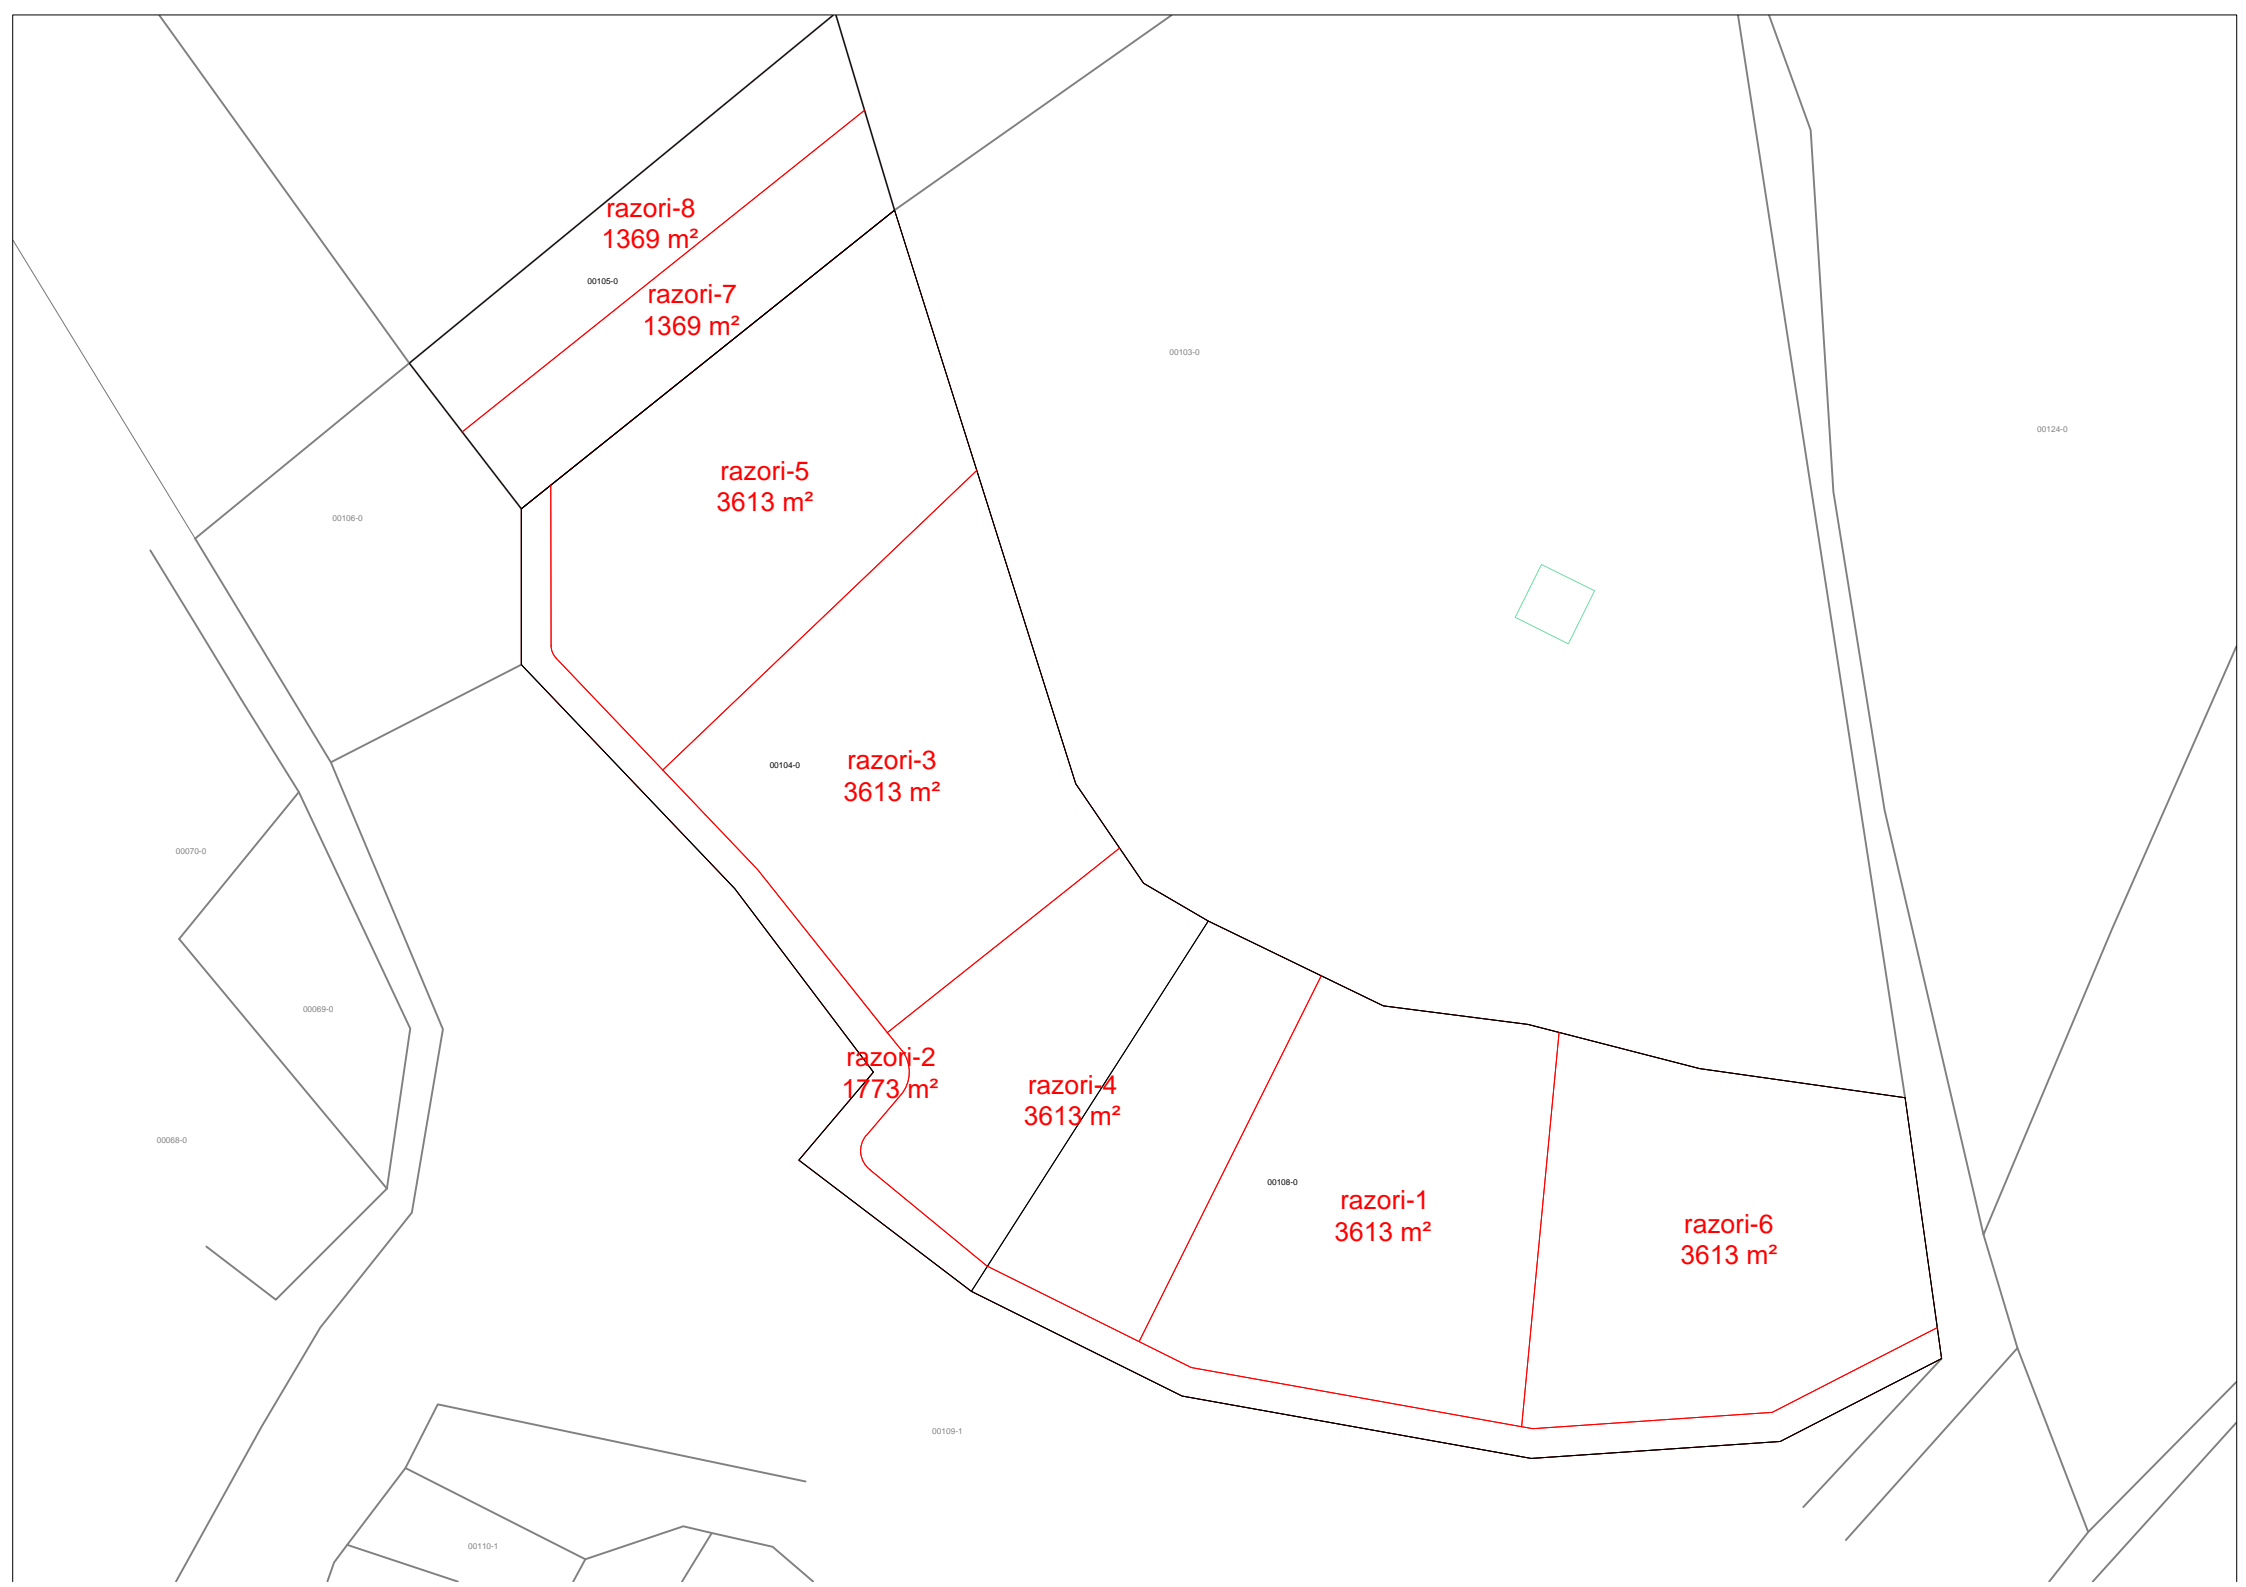 razori-8
1369 m²
00105-0
razori-7
1369 m²
00103-0
00124-0
razori-5
3613 m²
00106-0
razori-3
3613 m²
00104-0
00070-0
00069-0
razori-2
1773 m²
razori-4
3613 m²
00068-0
00108-0
razori-1
3613 m²
razori-6
3613 m²
00109-1
00110-1